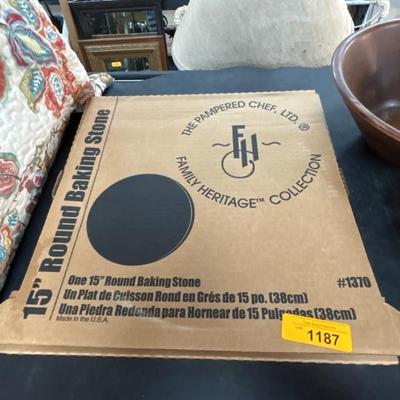 THE PAMPERED CHEF, LTD.®
FH
FAMILY HERITAGE™ COLLECTION
15" Round Baking Stone
One 15" Round Baking Stone
#1370
Un Plat de Cuisson Rond en Grés de 15 po. (38cm)
Una Piedra Redonda para Hornear de 15 Pulgadas (38cm)
Made in the U.S.A.
1187